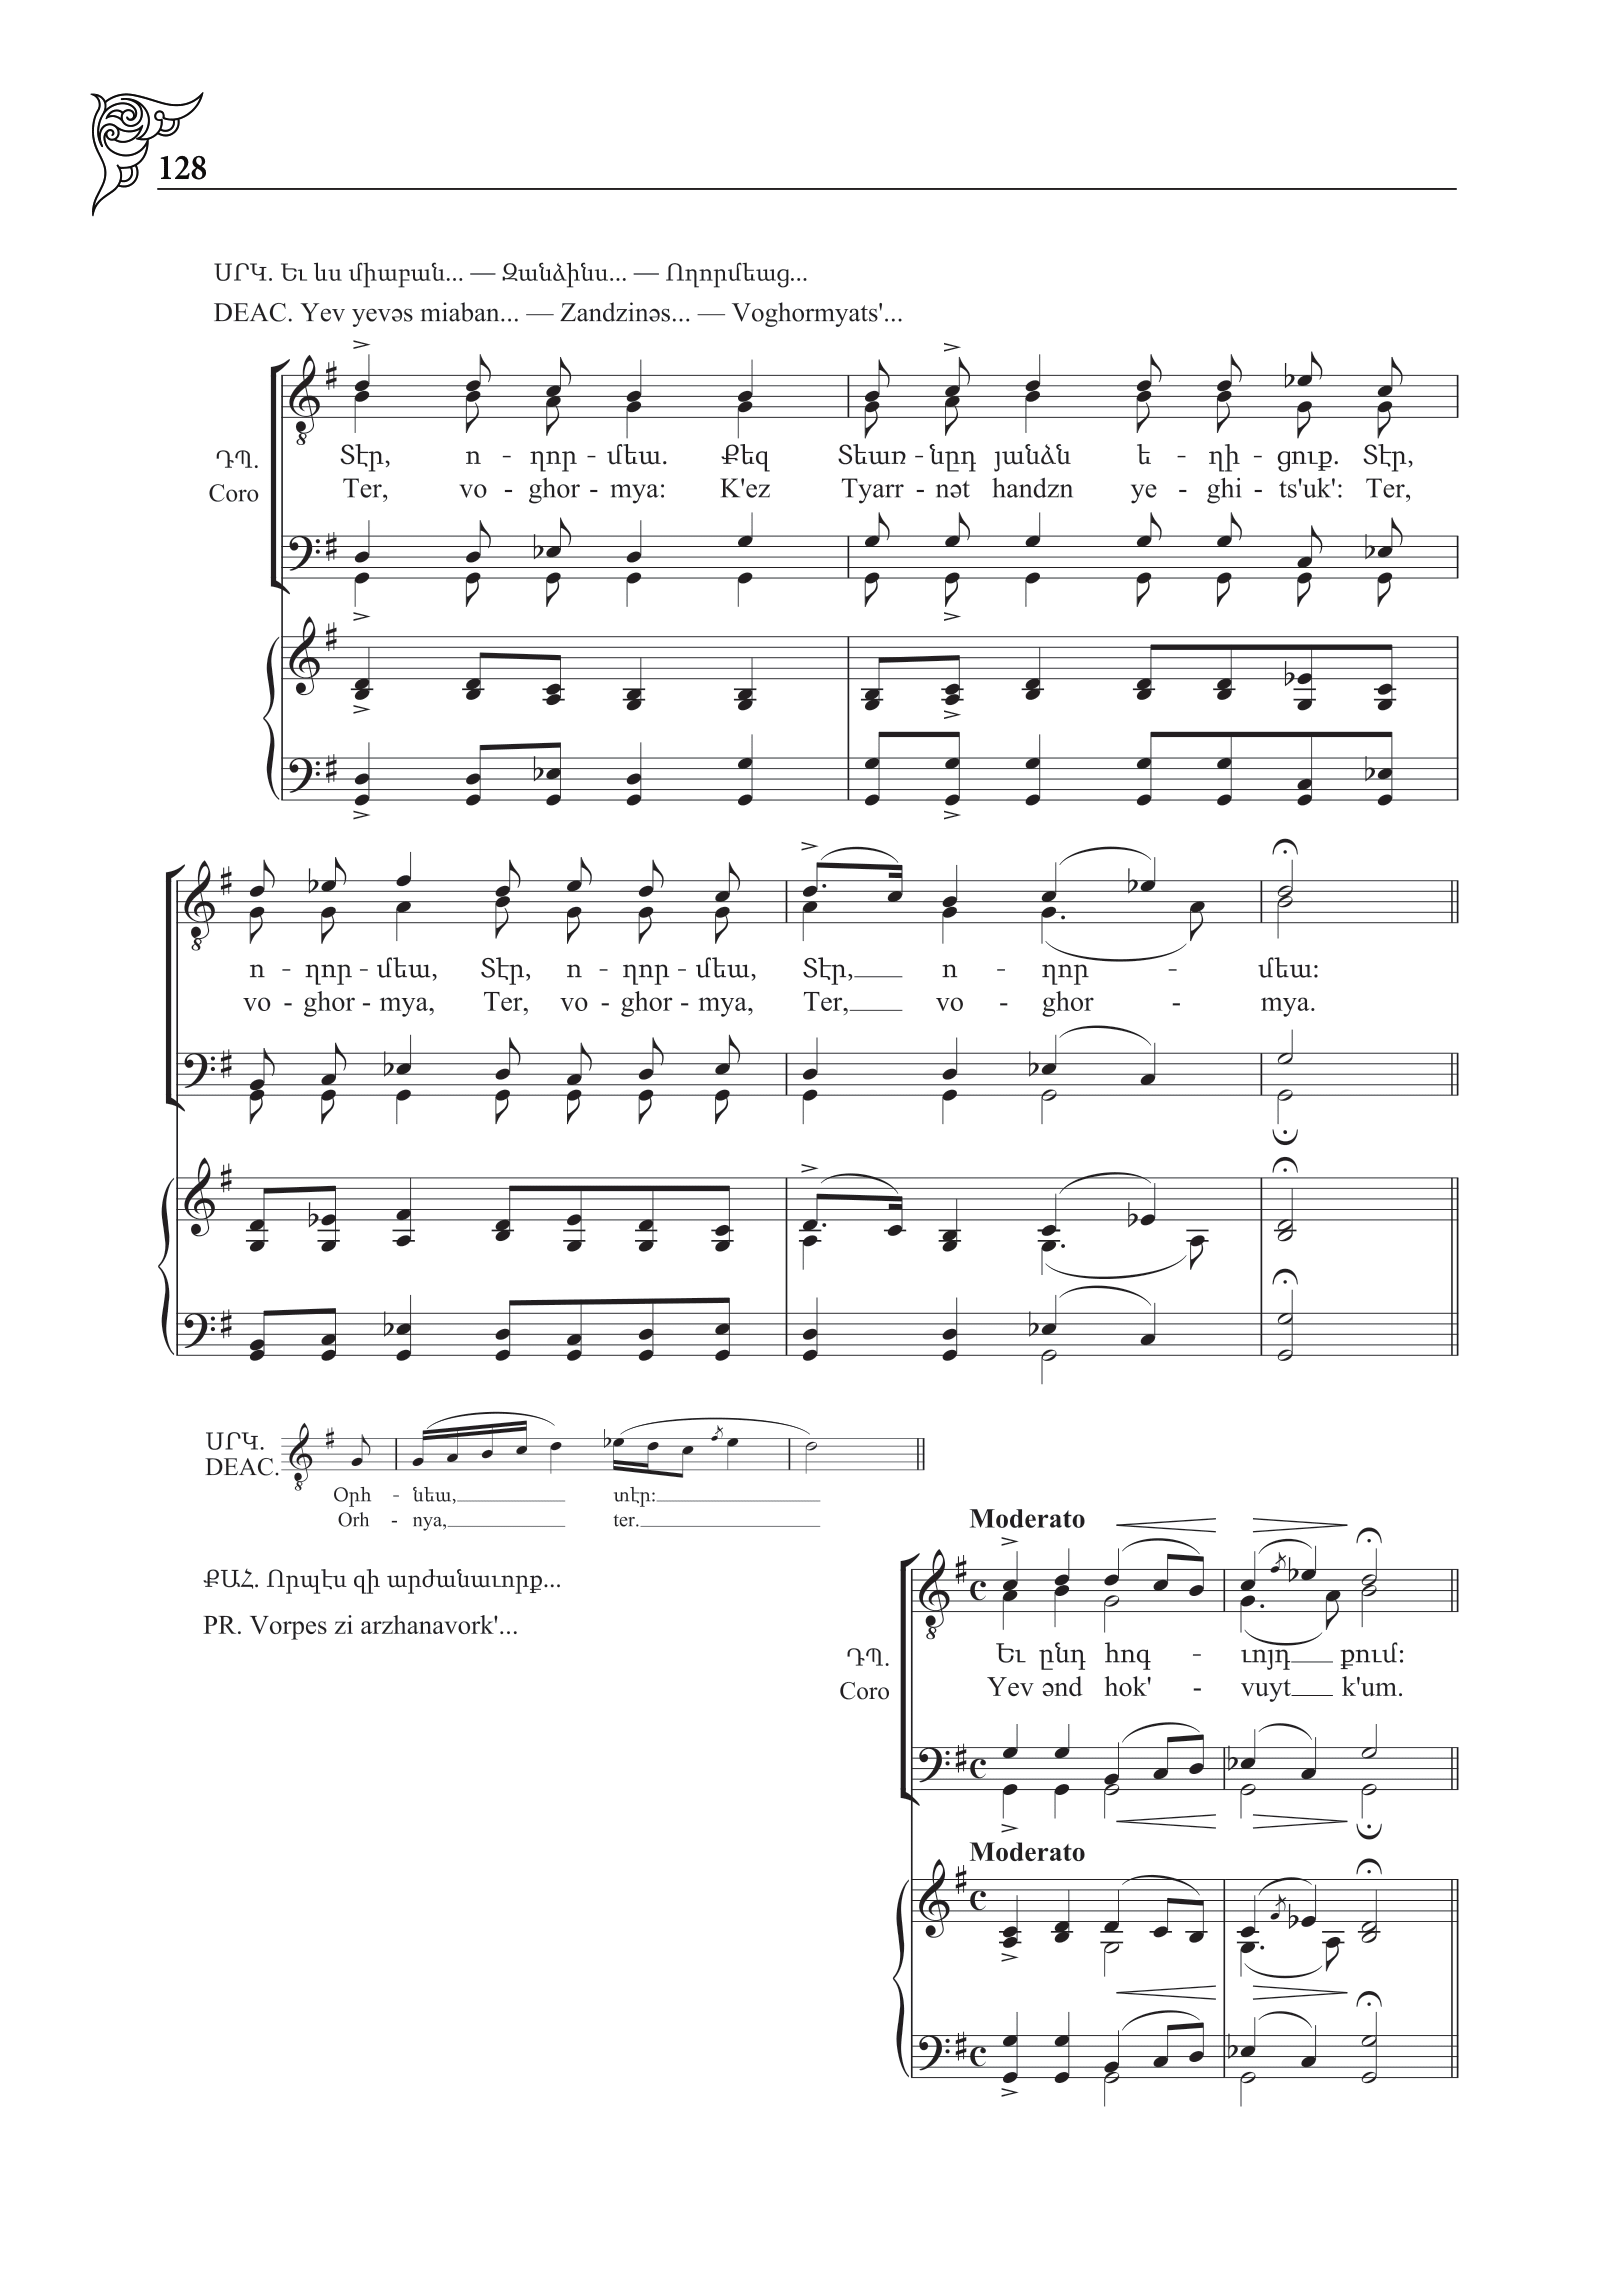 128
ՍՐԿ. Եւ ևս միաբան... — Զանձինս... — Ողորմեաց...
DEAC. Yev yevəs miaban... — Zandzinəs... — Voghormyats'...
ԴՊ. Տէր, ո - ղոր - մեա. Քեզ Տեառ - նըդ յանձն ե - ղի - ցուք. Տէր,
Coro Ter, vo - ghor - mya: K'ez Tyarr - nət handzn ye - ghi - ts'uk': Ter,
ո - ղոր - մեա, Տէր, ո - ղոր - մեա, Տէր, ո - ղոր - մեա:
vo - ghor - mya, Ter, vo - ghor - mya, Ter, vo - ghor - mya.
ՍՐԿ.
DEAC.
Օրհ - նեա, տէր:
Orh - nya, ter.
Moderato
ՔԱՀ. Որպէս զի արժանաւորք...
PR. Vorpes zi arzhanavork'...
ԴՊ. Եւ ընդ հոգ - ւոյդ քում:
Coro Yev ənd hok' - vuyt k'um.
Moderato